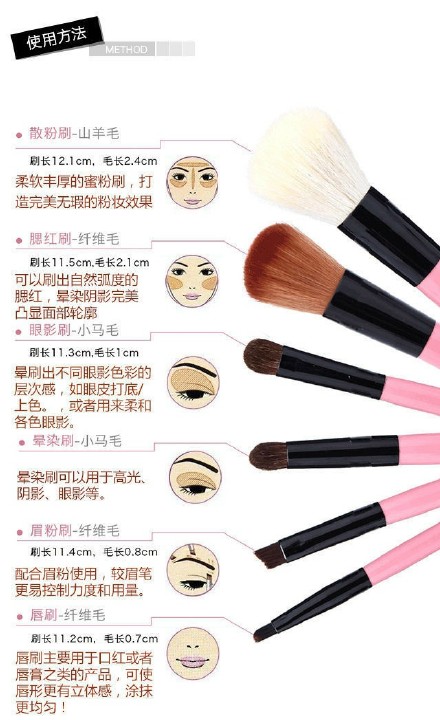 使用方法
METHOD
散粉刷-山羊毛
刷长12.1cm，毛长2.4cm
柔软丰厚的蜜粉刷，打
造完美无瑕的粉妆效果
腮红刷-纤维毛
刷长11.5cm,毛长2.1cm
可以刷出自然弧度的
腮红，晕染阴影完美
凸显面部轮廓
眼影刷-小马毛
刷长11.3cm,毛长1cm
晕刷出不同眼影色彩的
层次感，如眼皮打底/
上色。，或者用来柔和
各色眼影。
晕染刷-小马毛
晕染刷可以用于高光、
阴影、眼影等。
眉粉刷-纤维毛
刷长11.4cm、毛长0.8cm
配合眉粉使用，较眉笔
更易控制力度和用量。
唇刷-纤维毛
刷长11.2cm，毛长0.7cm
唇刷主要用于口红或者
唇膏之类的产品，可使
唇形更有立体感，涂抹
更均匀！